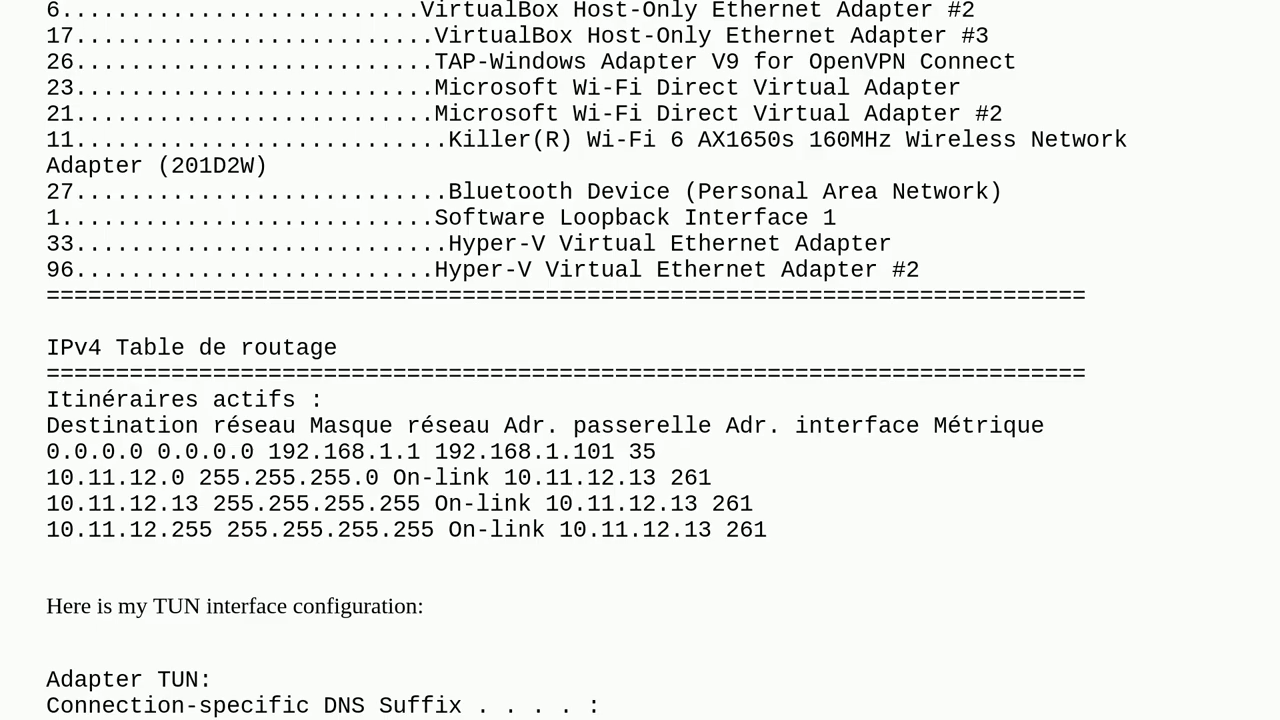 6..........................VirtualBox Host-Only Ethernet Adapter #2
17..........................VirtualBox Host-Only Ethernet Adapter #3
26..........................TAP-Windows Adapter V9 for OpenVPN Connect
23..........................Microsoft Wi-Fi Direct Virtual Adapter
21..........................Microsoft Wi-Fi Direct Virtual Adapter #2
11...........................Killer(R) Wi-Fi 6 AX1650s 160MHz Wireless Network
Adapter (201D2W)
27...........................Bluetooth Device (Personal Area Network)
1...........................Software Loopback Interface 1
33...........................Hyper-V Virtual Ethernet Adapter
96..........................Hyper-V Virtual Ethernet Adapter #2
===========================================================================
IPv4 Table de routage
===========================================================================
Itinéraires actifs :
Destination réseau Masque réseau Adr. passerelle Adr. interface Métrique
0.0.0.0 0.0.0.0 192.168.1.1 192.168.1.101 35
10.11.12.0 255.255.255.0 On-link 10.11.12.13 261
10.11.12.13 255.255.255.255 On-link 10.11.12.13 261
10.11.12.255 255.255.255.255 On-link 10.11.12.13 261
Here is my TUN interface configuration:
Adapter TUN:
Connection-specific DNS Suffix . . . . :